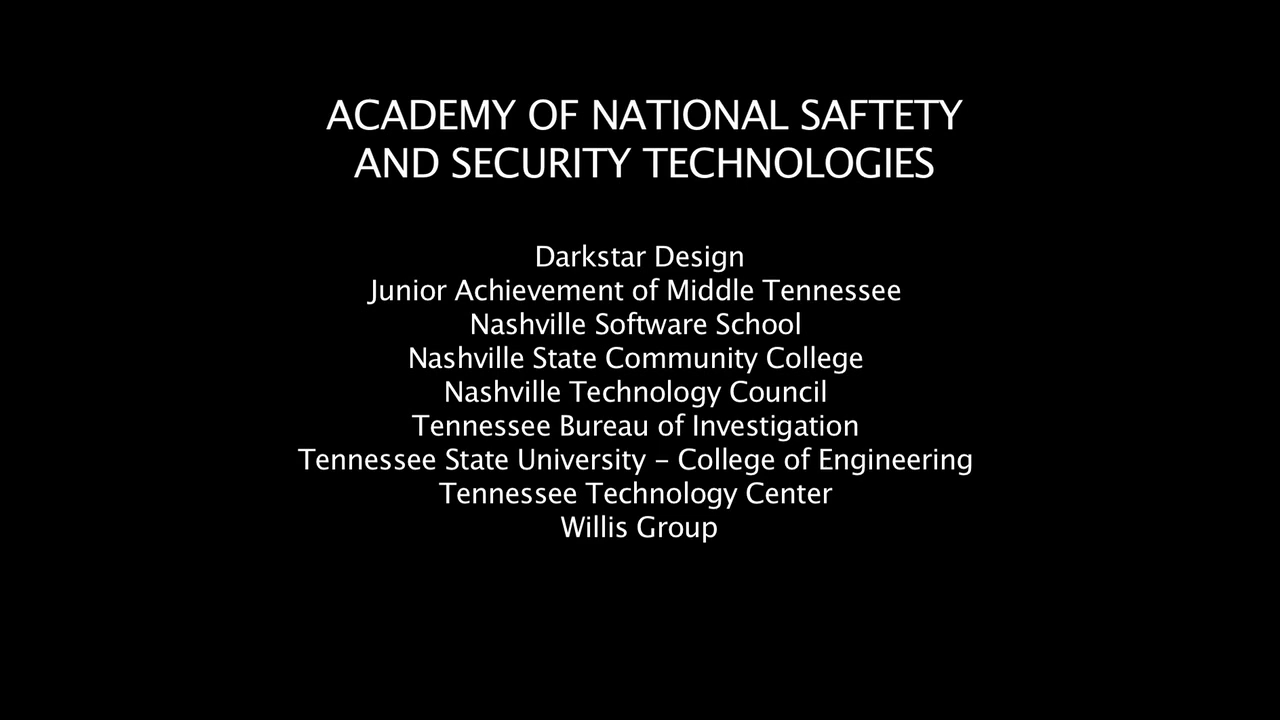 ACADEMY OF NATIONAL SAFTETY
AND SECURITY TECHNOLOGIES
Darkstar Design
Junior Achievement of Middle Tennessee
Nashville Software School
Nashville State Community College
Nashville Technology Council
Tennessee Bureau of Investigation
Tennessee State University – College of Engineering
Tennessee Technology Center
Willis Group